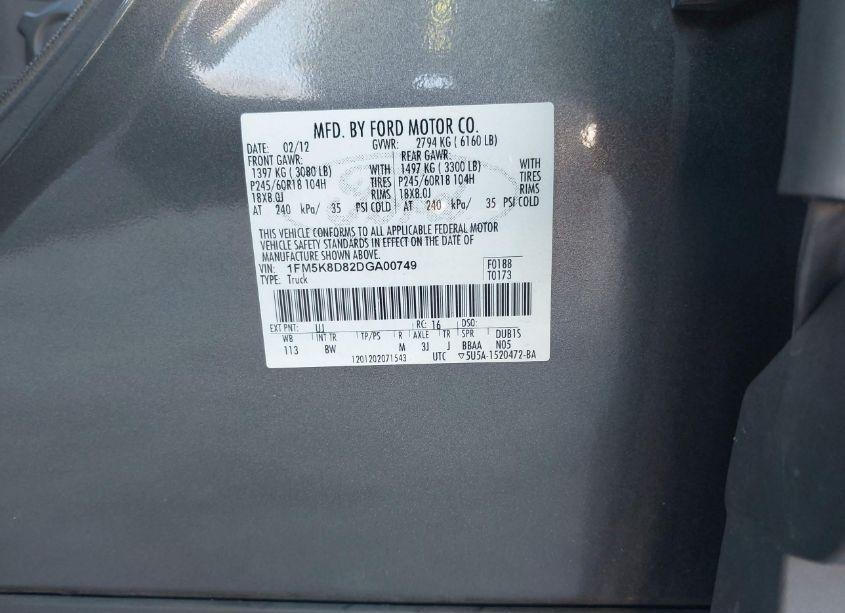 MFD. BY FORD MOTOR CO.
DATE: 02/12 GVWR: 2794 KG ( 6160 LB)
FRONT GAWR: REAR GAWR:
1397 KG ( 3080 LB) WITH 1497 KG ( 3300 LB) WITH
P245/60R18 104H TIRES P245/60R18 104H TIRES
18X8.0J RIMS 18X8.0J RIMS
AT 240 kPa/ 35 PSI COLD AT 240 kPa/ 35 PSI COLD
THIS VEHICLE CONFORMS TO ALL APPLICABLE FEDERAL MOTOR
VEHICLE SAFETY STANDARDS IN EFFECT ON THE DATE OF
MANUFACTURE SHOWN ABOVE.
VIN: 1FM5K8D82DGA00749 F0188
TYPE: Truck T0173
EXT PNT: UJ RC: 16 DSO:
WB INT TR TP/PS R AXLE TR SPR DUB1S
113 8W M 3J J BBAA N05
1201202071543 UTC ▽5U5A-1520472-BA